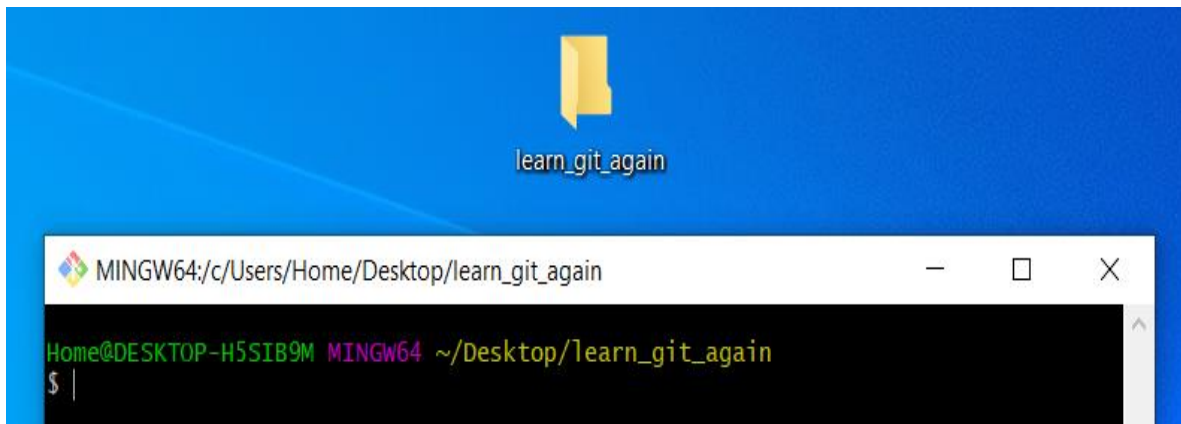 learn_git_again
MINGW64:/c/Users/Home/Desktop/learn_git_again
Home@DESKTOP-H5SIB9M MINGW64 ~/Desktop/learn_git_again
$